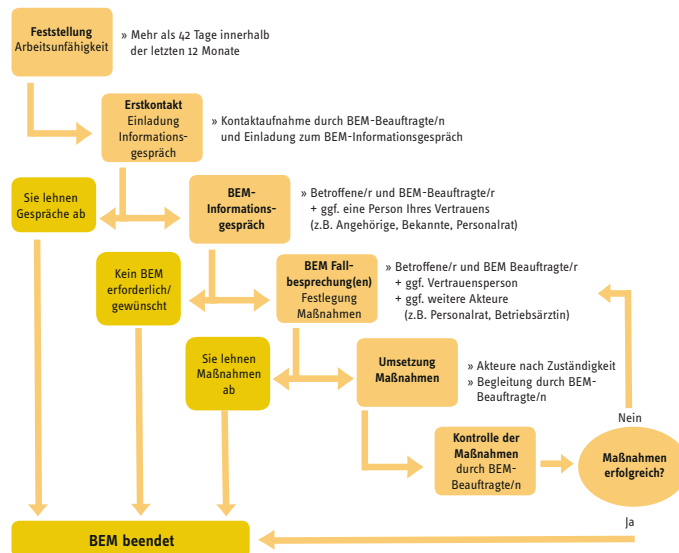 Feststellung
Arbeitsunfähigkeit
» Mehr als 42 Tage innerhalb
der letzten 12 Monate
Erstkontakt
Einladung
Informations-
gespräch
» Kontaktaufnahme durch BEM-Beauftragte/n
und Einladung zum BEM-Informationsgespräch
Sie lehnen
Gespräche ab
BEM-
Informations-
gespräch
» Betroffene/r und BEM-Beauftragte/r
+ ggf. eine Person Ihres Vertrauens
(z.B. Angehörige, Bekannte, Personalrat)
Kein BEM
erforderlich/
gewünscht
BEM Fall-
besprechung(en)
Festlegung
Maßnahmen
» Betroffene/r und BEM Beauftragte/r
+ ggf. Vertrauensperson
+ ggf. weitere Akteure
(z.B. Personalrat, Betriebsärztin)
Sie lehnen
Maßnahmen
ab
Umsetzung
Maßnahmen
» Akteure nach Zuständigkeit
» Begleitung durch BEM-
Beauftragte/n
Nein
Kontrolle der
Maßnahmen
durch BEM-
Beauftragte/n
Maßnahmen
erfolgreich?
Ja
BEM beendet